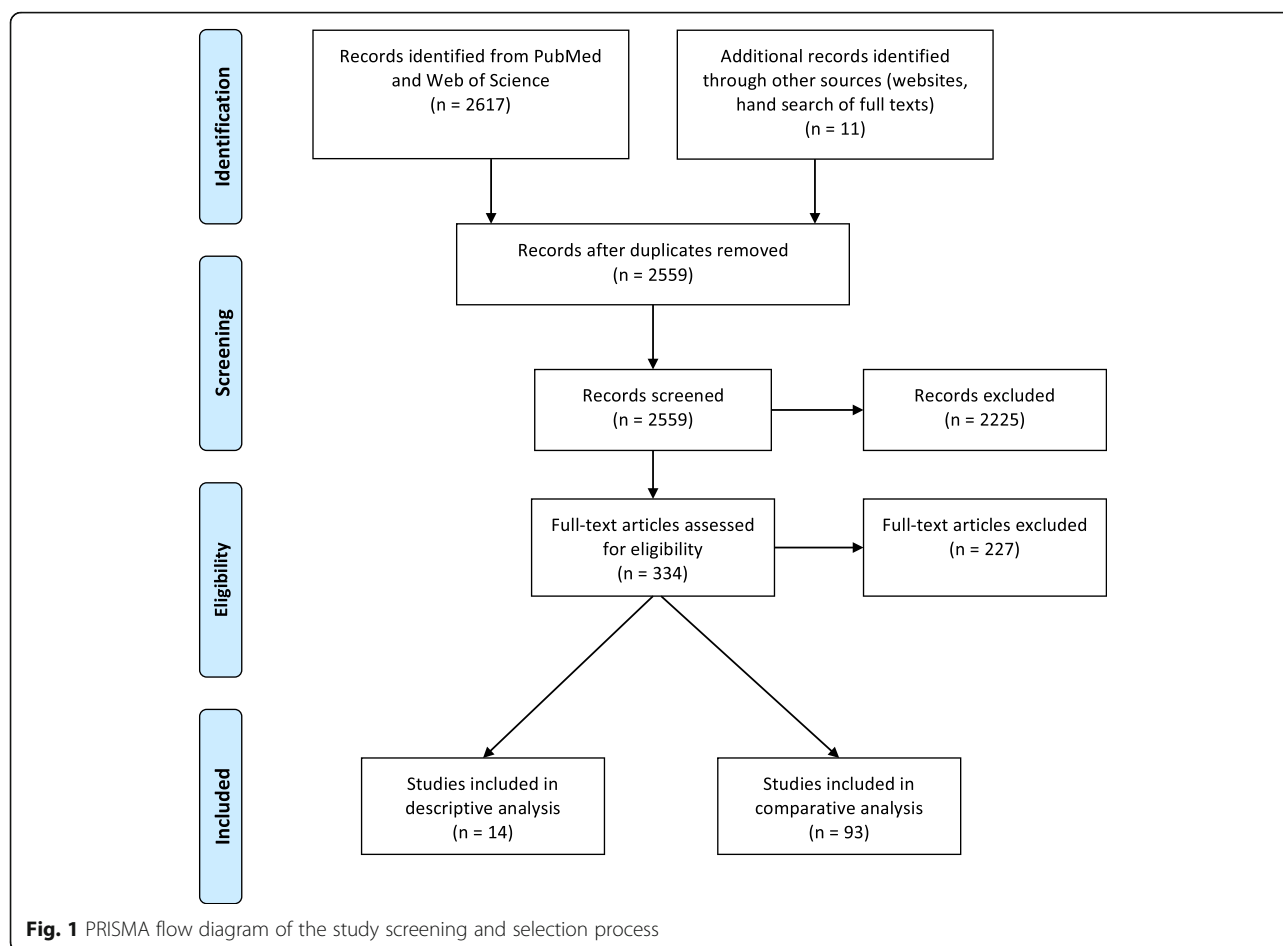 Identification
Records identified from PubMed
and Web of Science
(n = 2617)
Additional records identified
through other sources (websites,
hand search of full texts)
(n = 11)
Records after duplicates removed
(n = 2559)
Screening
Records screened
(n = 2559)
Records excluded
(n = 2225)
Eligibility
Full-text articles assessed
for eligibility
(n = 334)
Full-text articles excluded
(n = 227)
Included
Studies included in
descriptive analysis
(n = 14)
Studies included in
comparative analysis
(n = 93)
Fig. 1 PRISMA flow diagram of the study screening and selection process